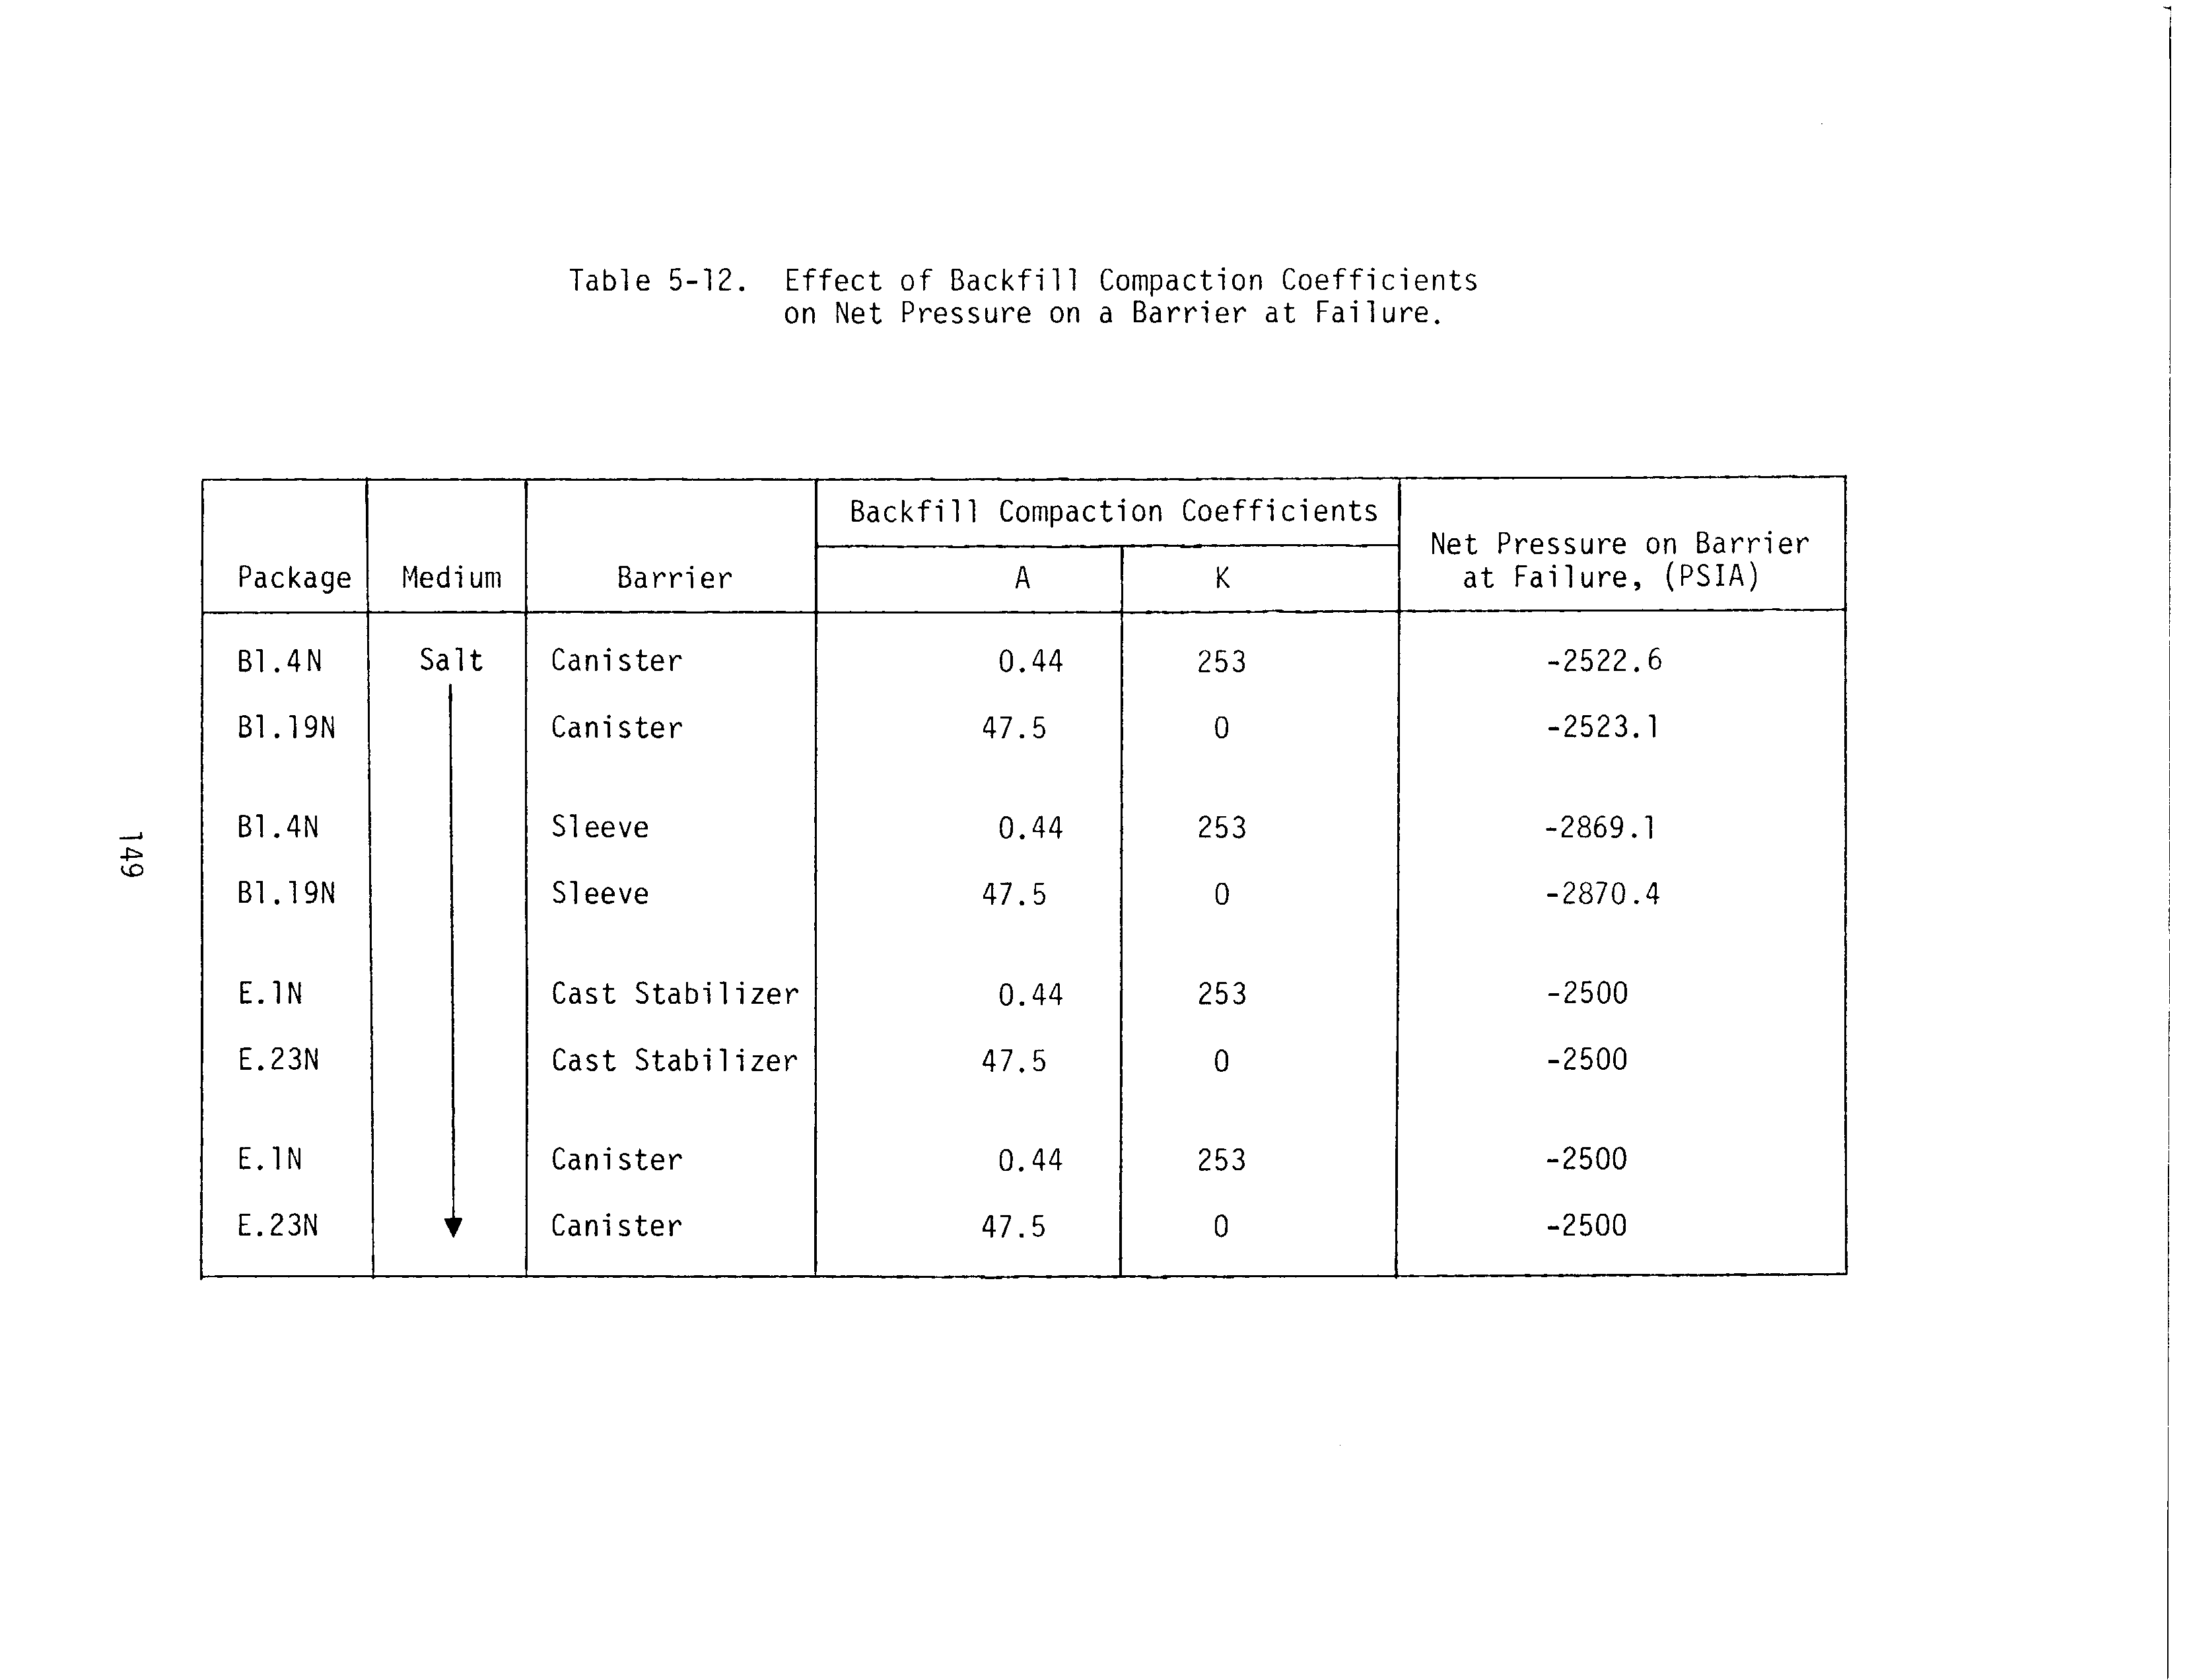 Table 5-12. Effect of Backfill Compaction Coefficients
on Net Pressure on a Barrier at Failure.
Backfill Compaction Coefficients
Net Pressure on Barrier
at Failure, (PSIA)
Package Medium Barrier A K
B1.4N Salt Canister 0.44 253 -2522.6
B1.19N Canister 47.5 0 -2523.1
B1.4N Sleeve 0.44 253 -2869.1
B1.19N Sleeve 47.5 0 -2870.4
E.1N Cast Stabilizer 0.44 253 -2500
E.23N Cast Stabilizer 47.5 0 -2500
E.1N Canister 0.44 253 -2500
E.23N Canister 47.5 0 -2500
149